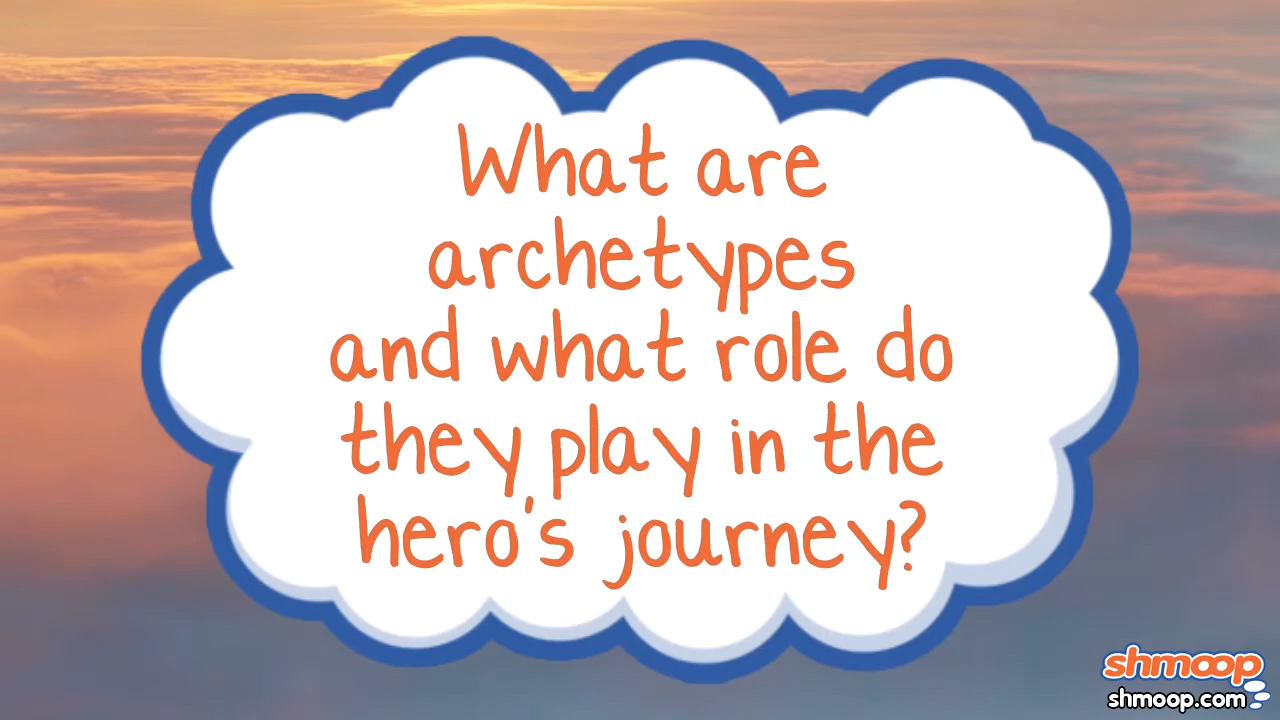 What are
archetypes
and what role do
they play in the
hero's journey?
shmoop
shmoop.com